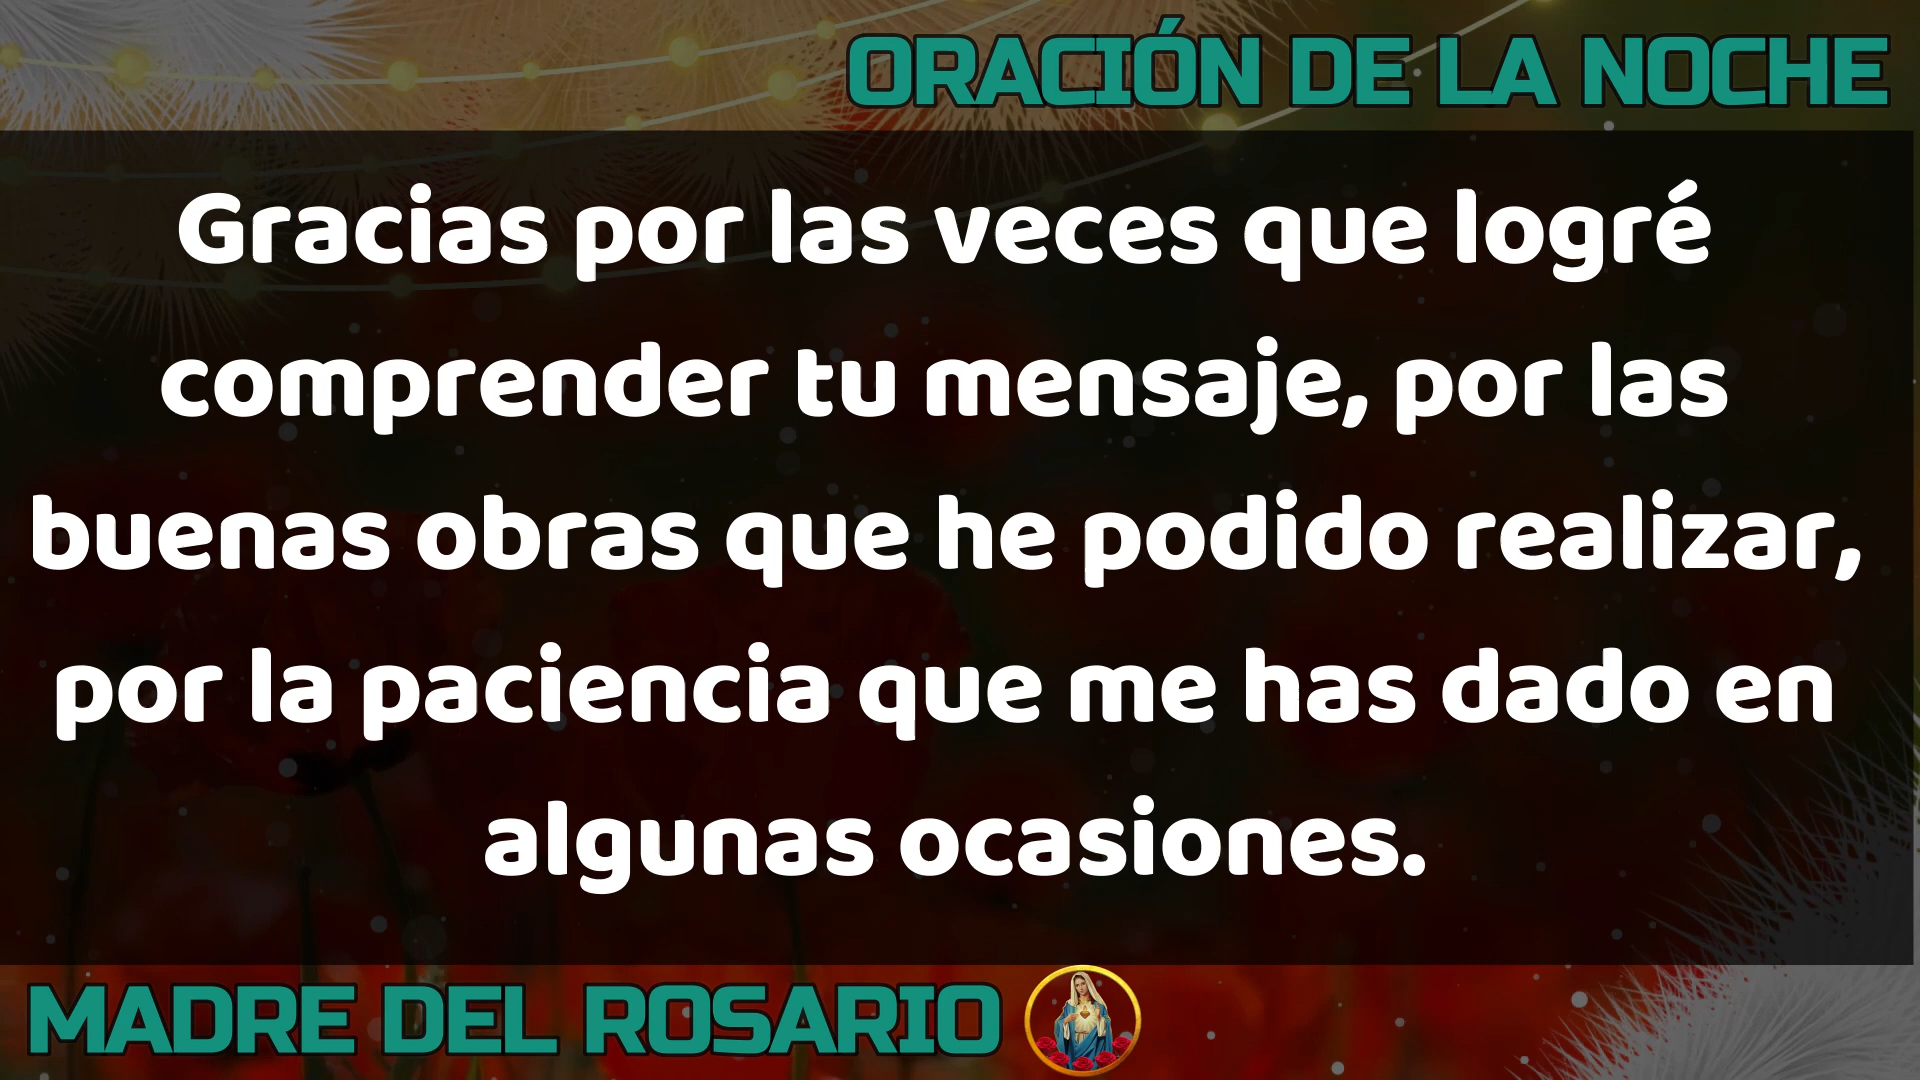 ORACIÓN DE LA NOCHE
Gracias por las veces que logré
comprender tu mensaje, por las
buenas obras que he podido realizar,
por la paciencia que me has dado en
algunas ocasiones.
MADRE DEL ROSARIO